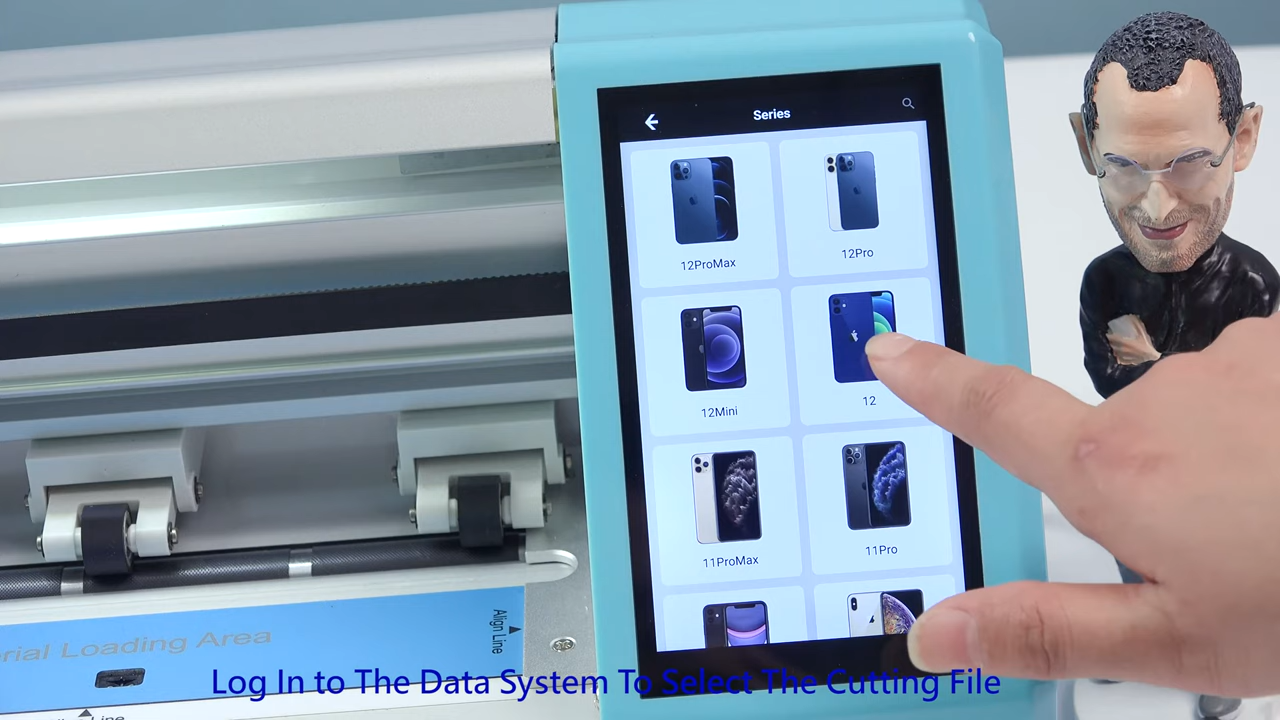 Series
12ProMax
12Pro
12Mini
12
11ProMax
11Pro
Align Line
Loading Area
Line
Log In to The Data System To Select The Cutting File